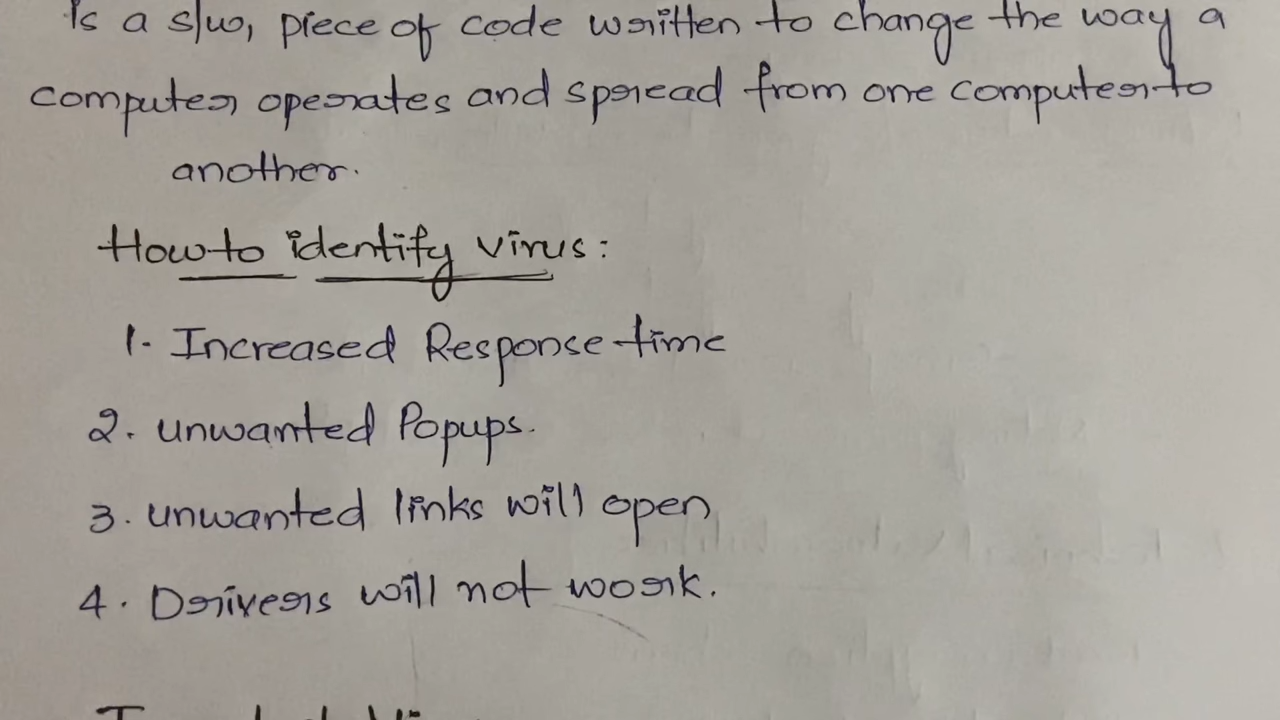 is a s/w, piece of code written to change the way a
computer operates and spread from one computer to
another.
How to identify virus:
1. Increased Response time
2. unwanted Popups.
3. unwanted links will open
4. Drivers will not work.